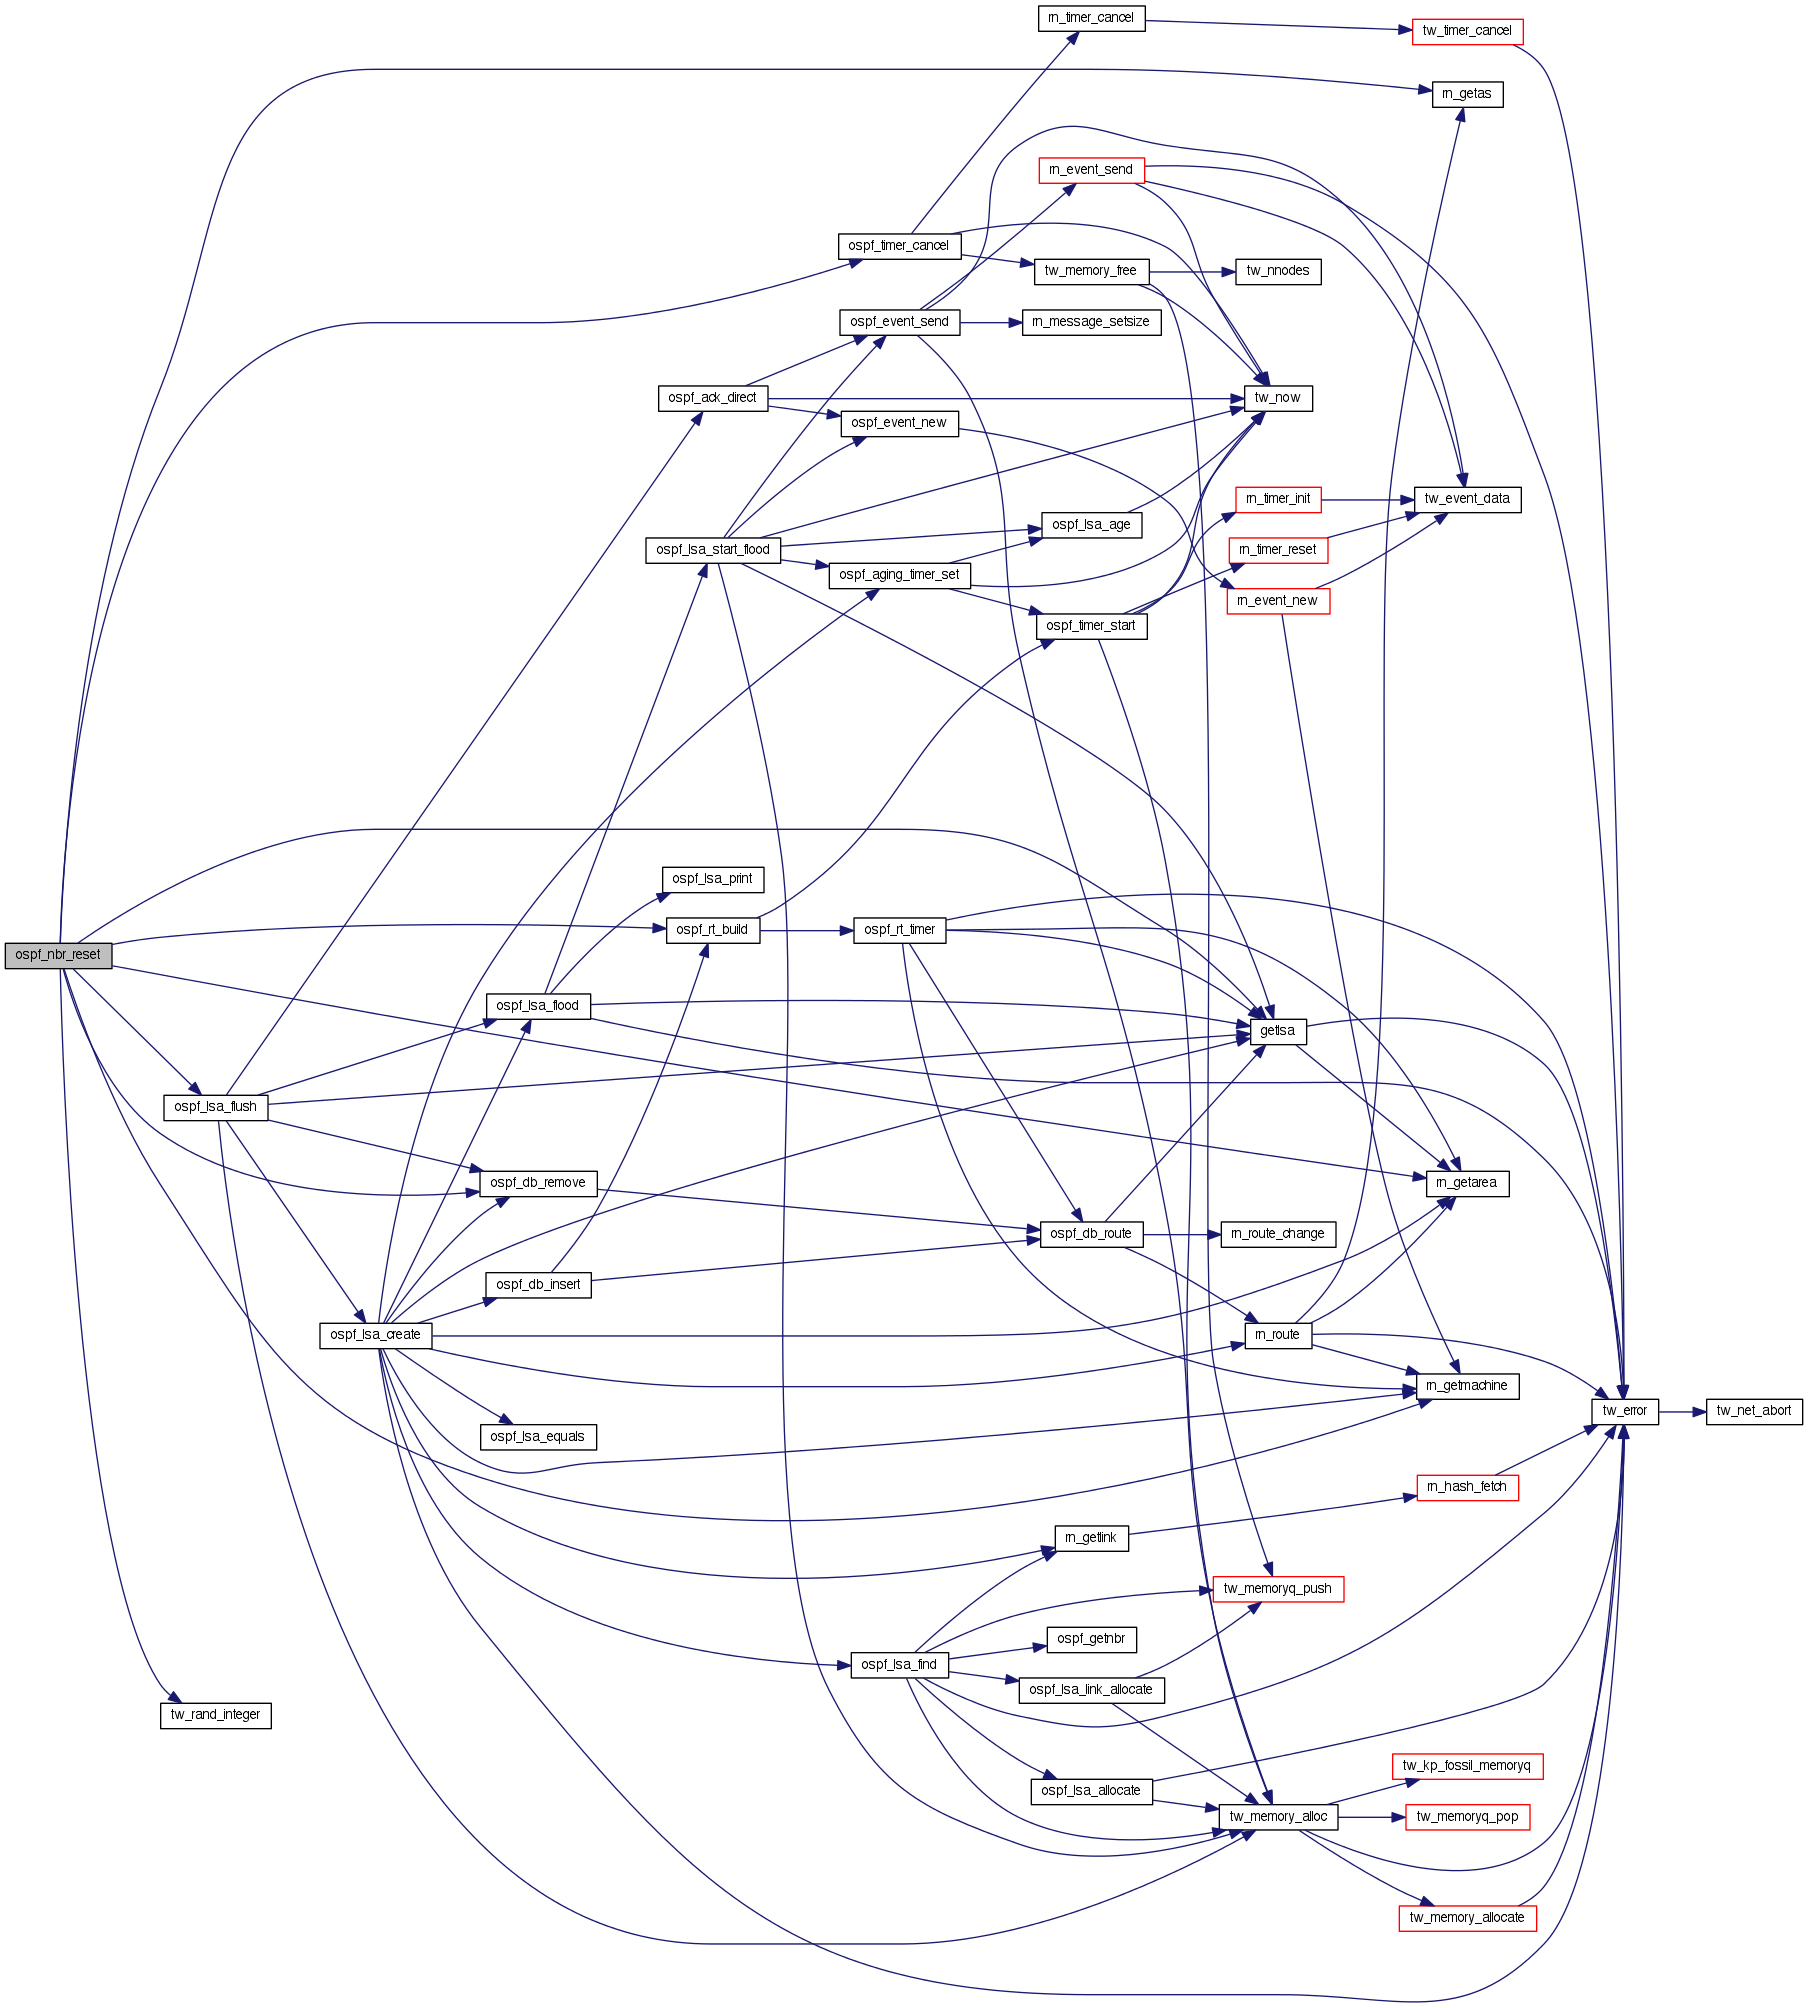 rn_timer_cancel
tw_timer_cancel
rn_getas
rn_event_send
ospf_timer_cancel
tw_memory_free
tw_nnodes
ospf_event_send
rn_message_setsize
ospf_ack_direct
tw_now
ospf_event_new
rn_timer_init
tw_event_data
ospf_lsa_age
ospf_lsa_start_flood
rn_timer_reset
ospf_aging_timer_set
rn_event_new
ospf_timer_start
ospf_lsa_print
ospf_rt_build
ospf_rt_timer
ospf_nbr_reset
ospf_lsa_flood
getlsa
ospf_lsa_flush
ospf_db_remove
rn_getarea
ospf_db_route
rn_route_change
ospf_db_insert
ospf_lsa_create
rn_route
rn_getmachine
tw_error
tw_net_abort
ospf_lsa_equals
rn_hash_fetch
rn_getlink
tw_memoryq_push
ospf_getnbr
ospf_lsa_find
ospf_lsa_link_allocate
tw_rand_integer
tw_kp_fossil_memoryq
ospf_lsa_allocate
tw_memory_alloc
tw_memoryq_pop
tw_memory_allocate